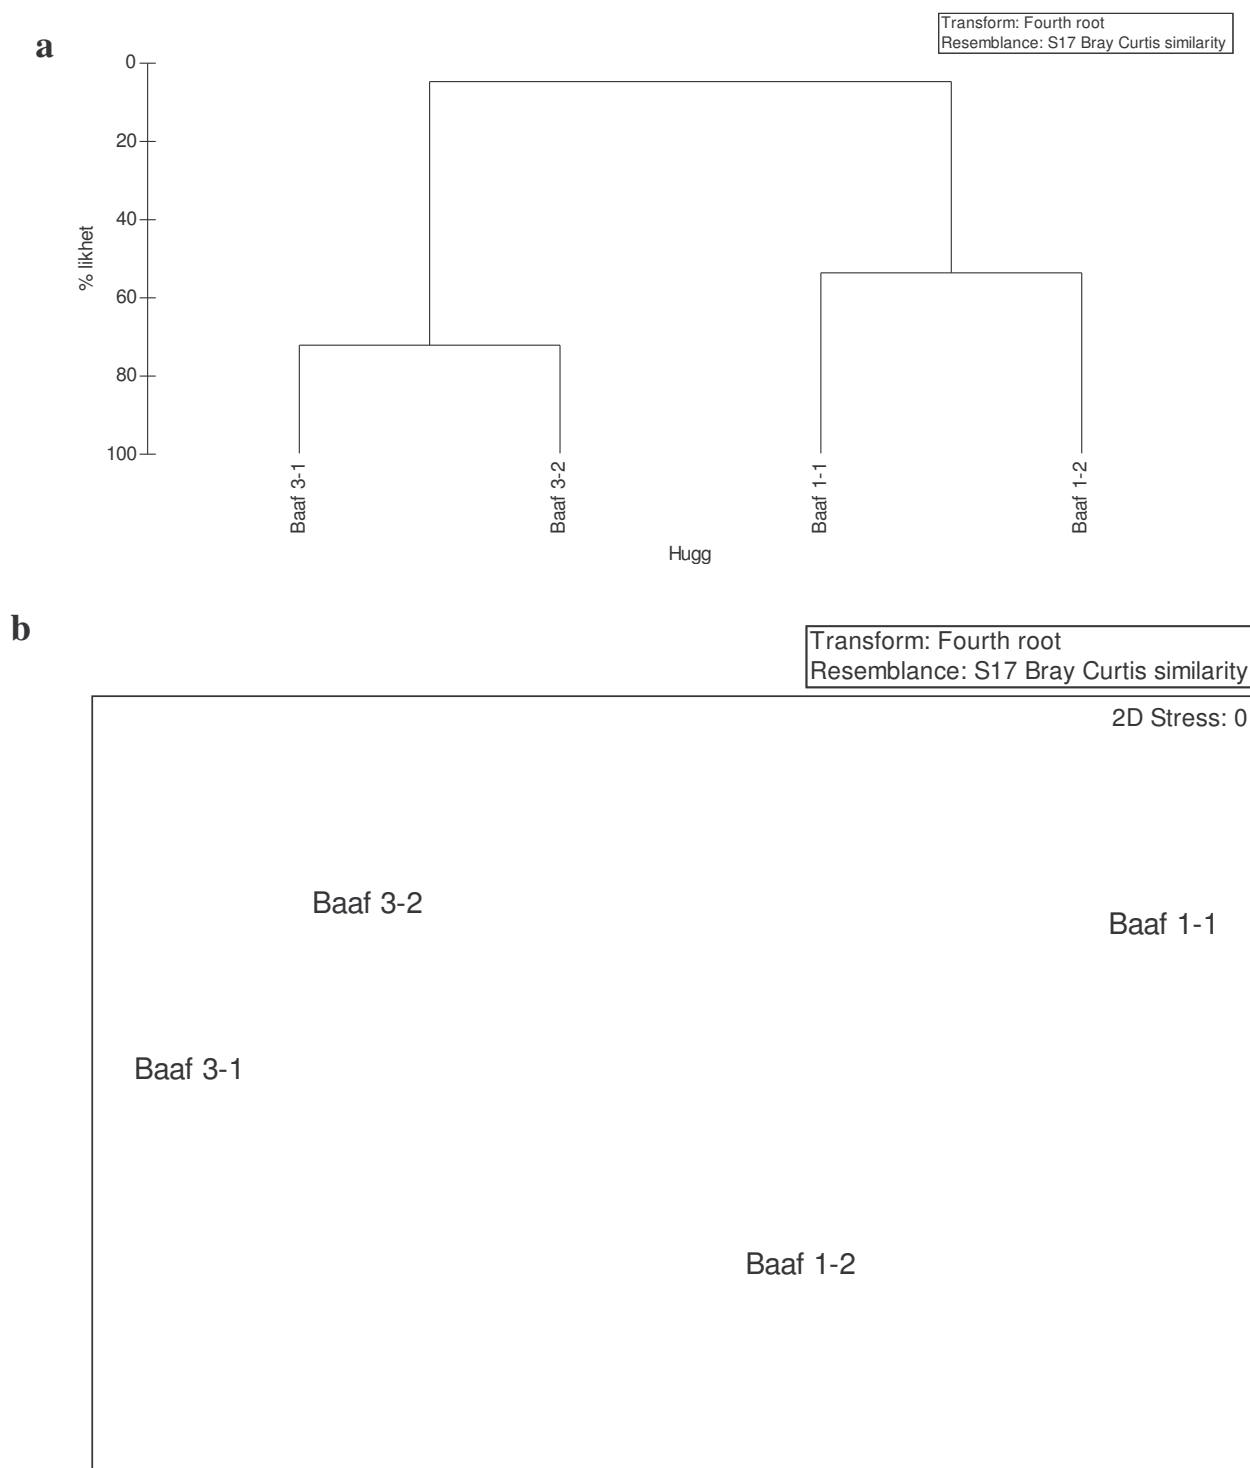 a
Transform: Fourth root
Resemblance: S17 Bray Curtis similarity
0
20
40
60
80
100
% likhet
Baaf 3-1
Baaf 3-2
Baaf 1-1
Baaf 1-2
Hugg
b
Transform: Fourth root
Resemblance: S17 Bray Curtis similarity
2D Stress: 0
Baaf 3-2
Baaf 1-1
Baaf 3-1
Baaf 1-2